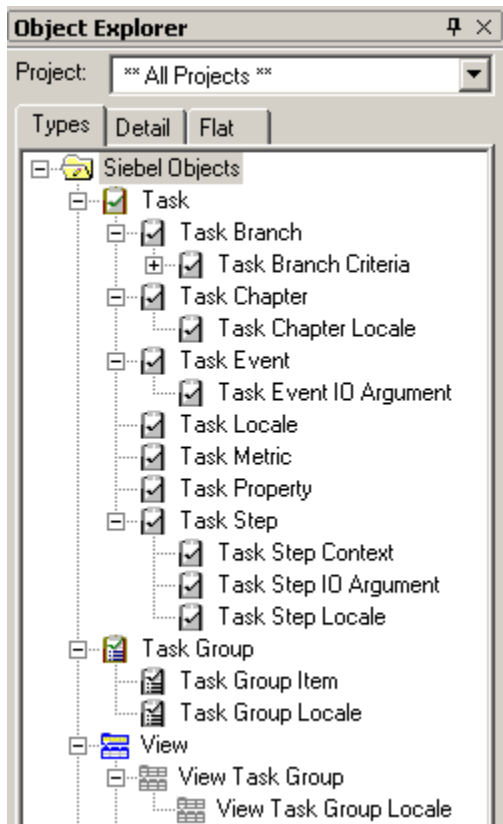 Object Explorer
Project: ** All Projects **
Types Detail Flat
Siebel Objects
Task
Task Branch
Task Branch Criteria
Task Chapter
Task Chapter Locale
Task Event
Task Event IO Argument
Task Locale
Task Metric
Task Property
Task Step
Task Step Context
Task Step IO Argument
Task Step Locale
Task Group
Task Group Item
Task Group Locale
View
View Task Group
View Task Group Locale